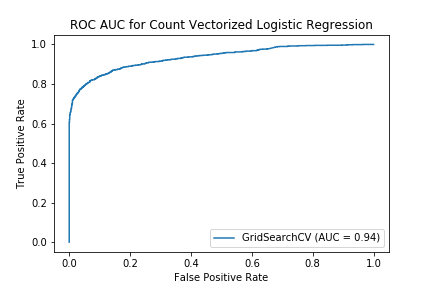 ROC AUC for Count Vectorized Logistic Regression
True Positive Rate
1.0
0.8
0.6
0.4
0.2
0.0
GridSearchCV (AUC = 0.94)
0.0 0.2 0.4 0.6 0.8 1.0
False Positive Rate